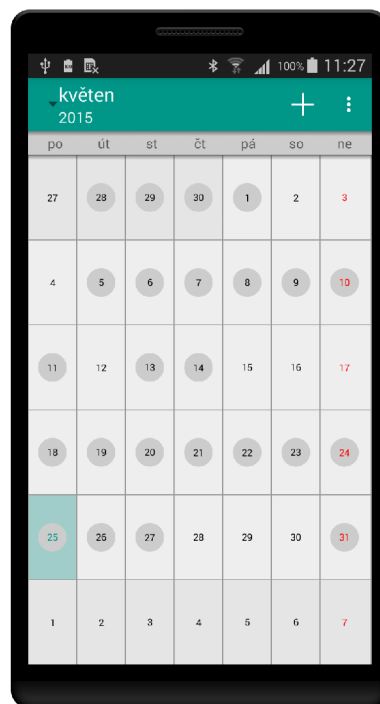 100% 11:27
květen
2015
po út st čt pá so ne
27 28 29 30 1 2 3
4 5 6 7 8 9 10
11 12 13 14 15 16 17
18 19 20 21 22 23 24
25 26 27 28 29 30 31
1 2 3 4 5 6 7